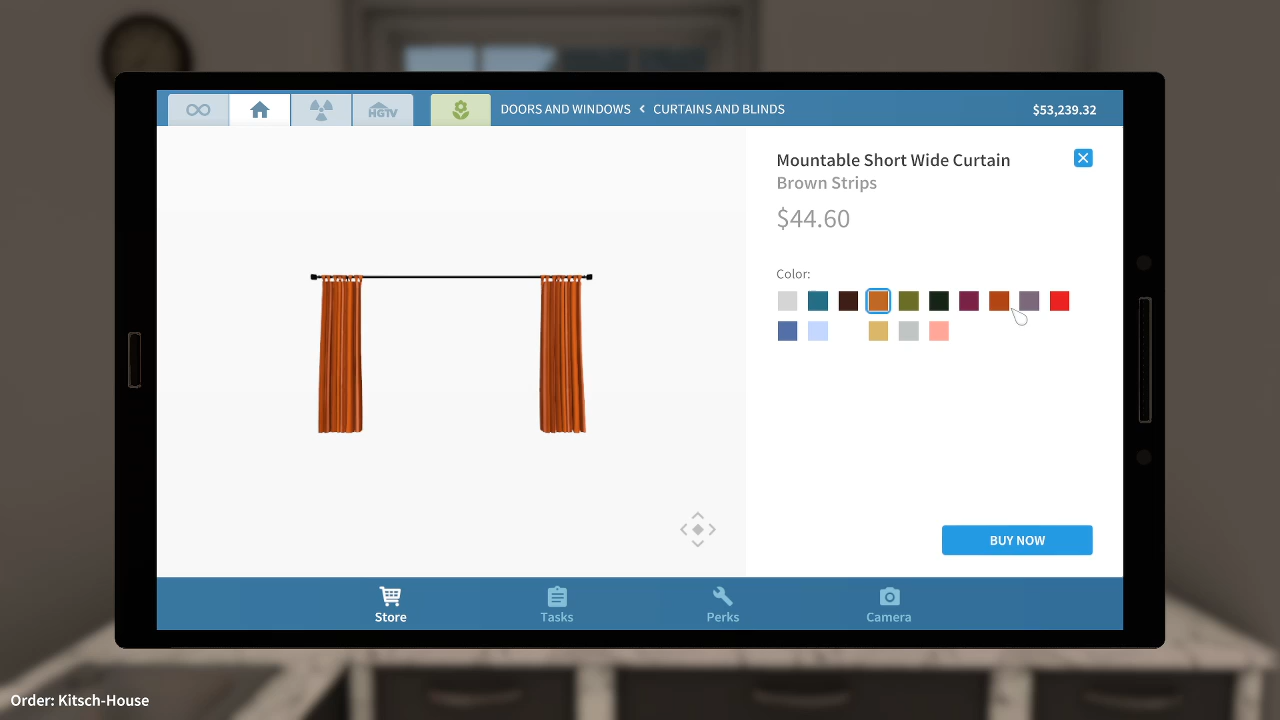 HGTV
DOORS AND WINDOWS < CURTAINS AND BLINDS
$53,239.32
Mountable Short Wide Curtain
Brown Strips
$44.60
Color:
BUY NOW
Store
Tasks
Perks
Camera
Order: Kitsch-House